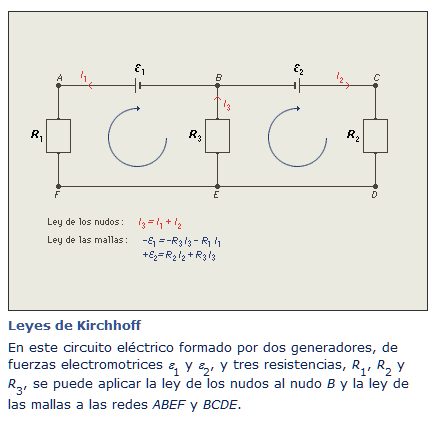 A I₁ ε₁ B ε₂ I₂ C
I₃
R₁ R₃ R₂
F E D
Ley de los nudos: I₃ = I₁ + I₂
Ley de las mallas: -ε₁ = -R₃ I₃ - R₁ I₁
+ε₂ = R₂ I₂ + R₃ I₃
Leyes de Kirchhoff
En este circuito eléctrico formado por dos generadores, de
fuerzas electromotrices ε₁ y ε₂, y tres resistencias, R₁, R₂ y
R₃, se puede aplicar la ley de los nudos al nudo B y la ley de
las mallas a las redes ABEF y BCDE.